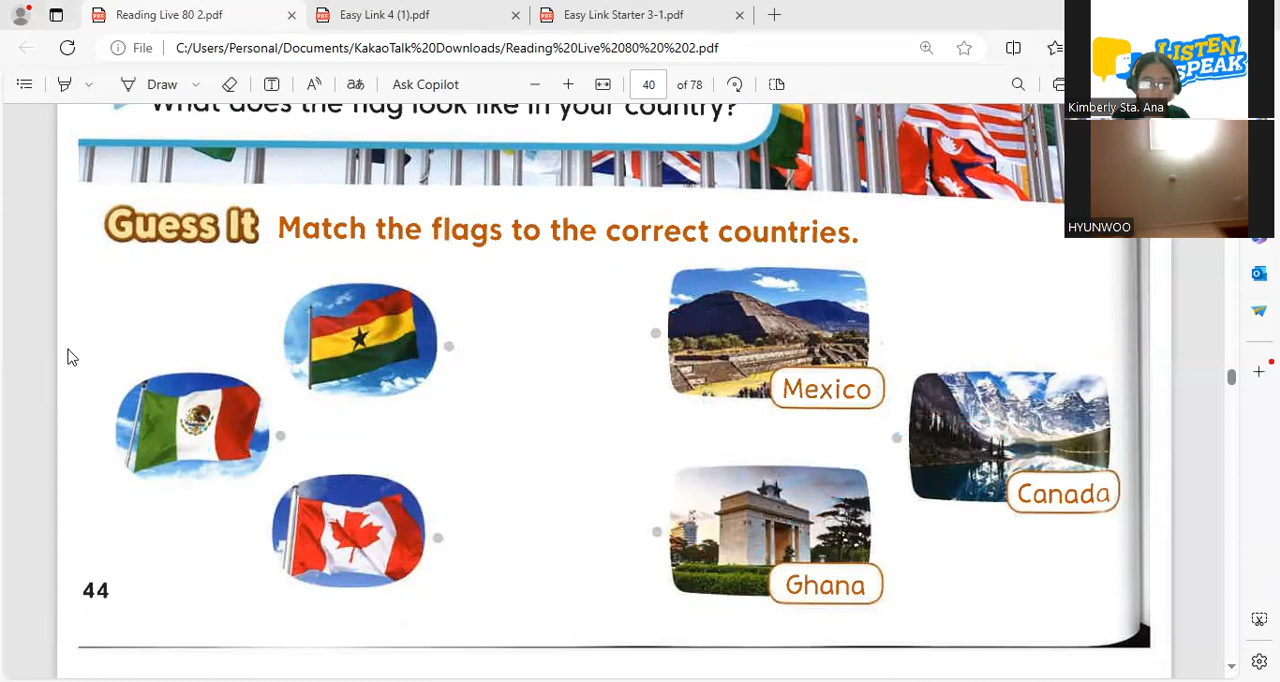 Reading Live 80 2.pdf
Easy Link 4 (1).pdf
Easy Link Starter 3-1.pdf
File
C:/Users/Personal/Documents/KakaoTalk%20Downloads/Reading%20Live%2080%20%202.pdf
Draw
aあ
Ask Copilot
40 of 78
LISTEN
SPEAK
Kimberly Sta. Ana
HYUNWOO
What does the flag look like in your country?
Guess It Match the flags to the correct countries.
Mexico
Canada
Ghana
44